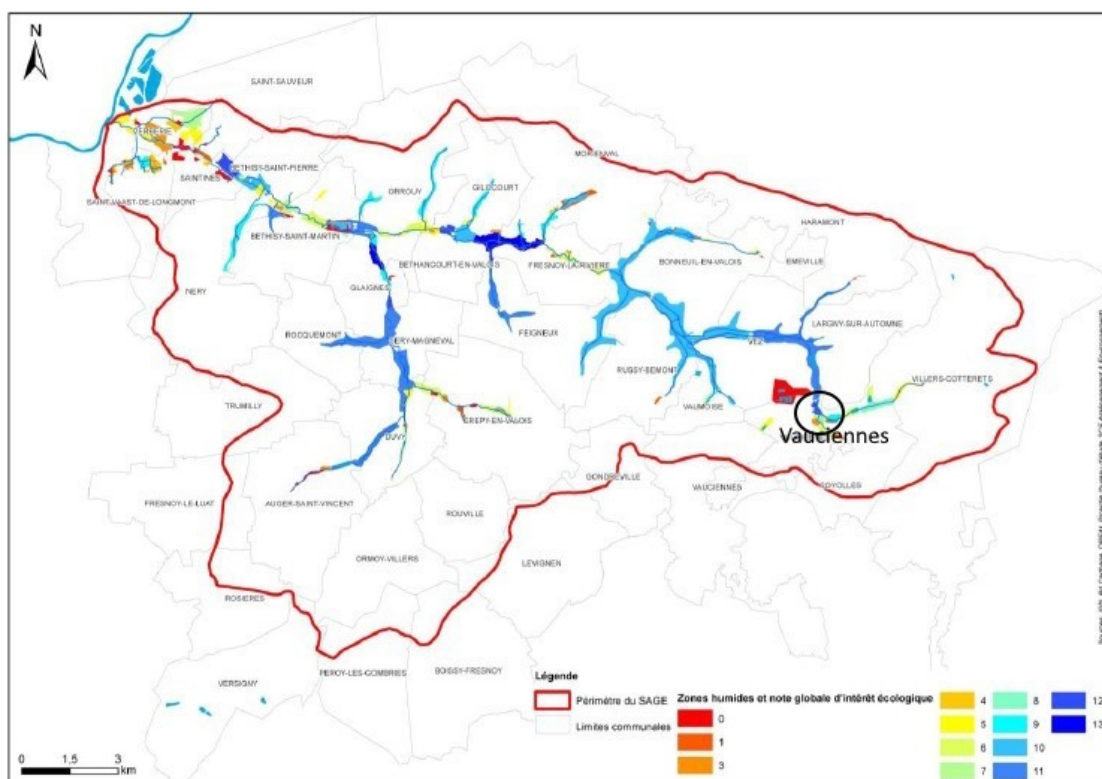 N
SAINT-SAUVEUR
VERBERIE
MORIENVAL
BETHISY-SAINT-PIERRE
SAINTINES
ORROUY
GILOCOURT
SAINT-VAAST-DE-LONGMONT
HARAMONT
BETHISY-SAINT-MARTIN
BETHANCOURT-EN-VALOIS
FRESNOY-LA-RIVIERE
BONNEUIL-EN-VALOIS
EMEVILLE
NERY
GLAIGNES
ROCQUEMONT
FEIGNEUX
LARGNY-SUR-AUTOMNE
SERY-MAGNEVAL
VEZ
RUSSY-BEMONT
VILLERS-COTTERETS
TRUMILLY
VAUMOISE
CREPY-EN-VALOIS
Vauciennes
DUVY
GONDREVILLE
VAUCIENNES
COYOLLES
FRESNOY-LE-LUAT
AUGER-SAINT-VINCENT
ROUVILLE
ORMOY-VILLERS
LEVIGNEN
ROSIERES
PEROY-LES-GOMBRIES
BOISSY-FRESNOY
VERSIGNY
Légende
Périmètre du SAGE
Limites communales
Zones humides et note globale d'intérêt écologique
0
1
3
4
5
6
7
8
9
10
11
12
13
0 1,5 3
km